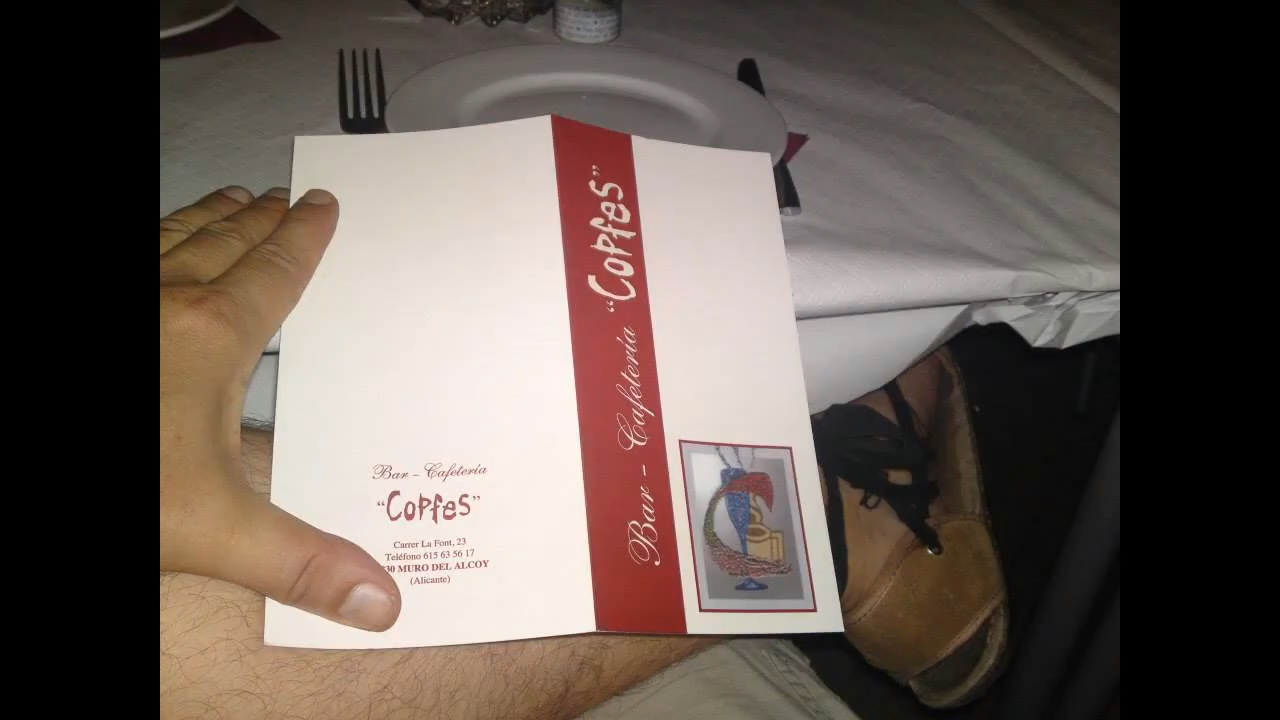 Bar - Cafetería
"Copfes"
Carrer La Font, 23
Teléfono 615 63 56 17
30 MURO DEL ALCOY
(Alicante)
Bar - Cafetería "Copfes"